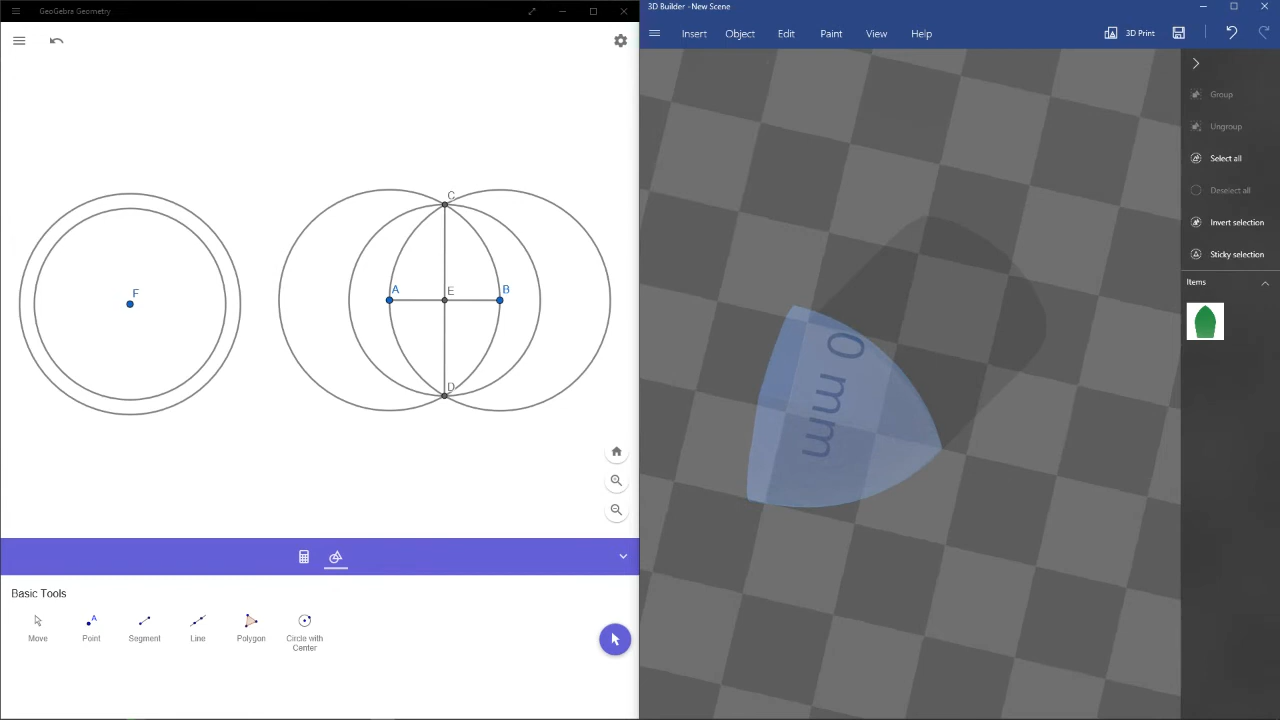 GeoGebra Geometry
F
C
A
E
B
D
Basic Tools
Move
Point
Segment
Line
Polygon
Circle with
Center
A
3D Builder - New Scene
Insert
Object
Edit
Paint
View
Help
3D Print
0 mm
Group
Ungroup
Select all
Deselect all
Invert selection
Sticky selection
Items